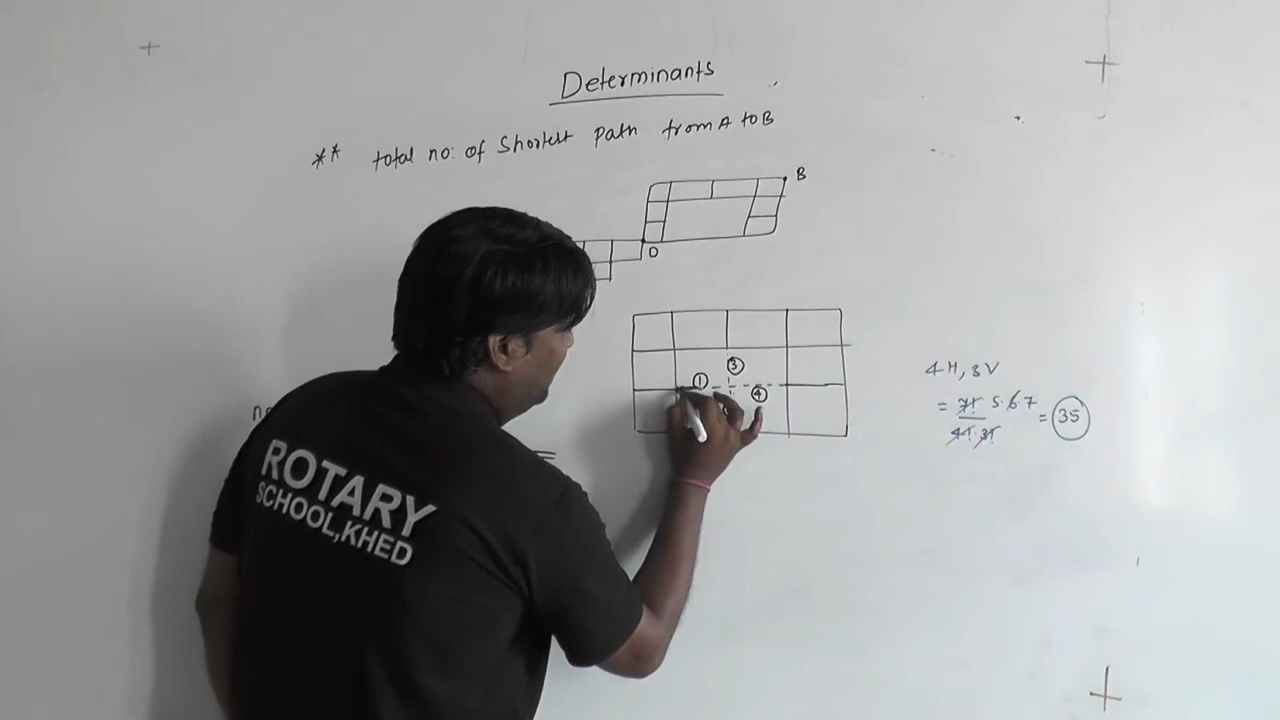 Determinants
** total no: of Shortest Path from A to B
B
D
③
① ④
4H, 3V
= 7! 5.6.7 = 35
4!.3!
ROTARY
SCHOOL,KHED